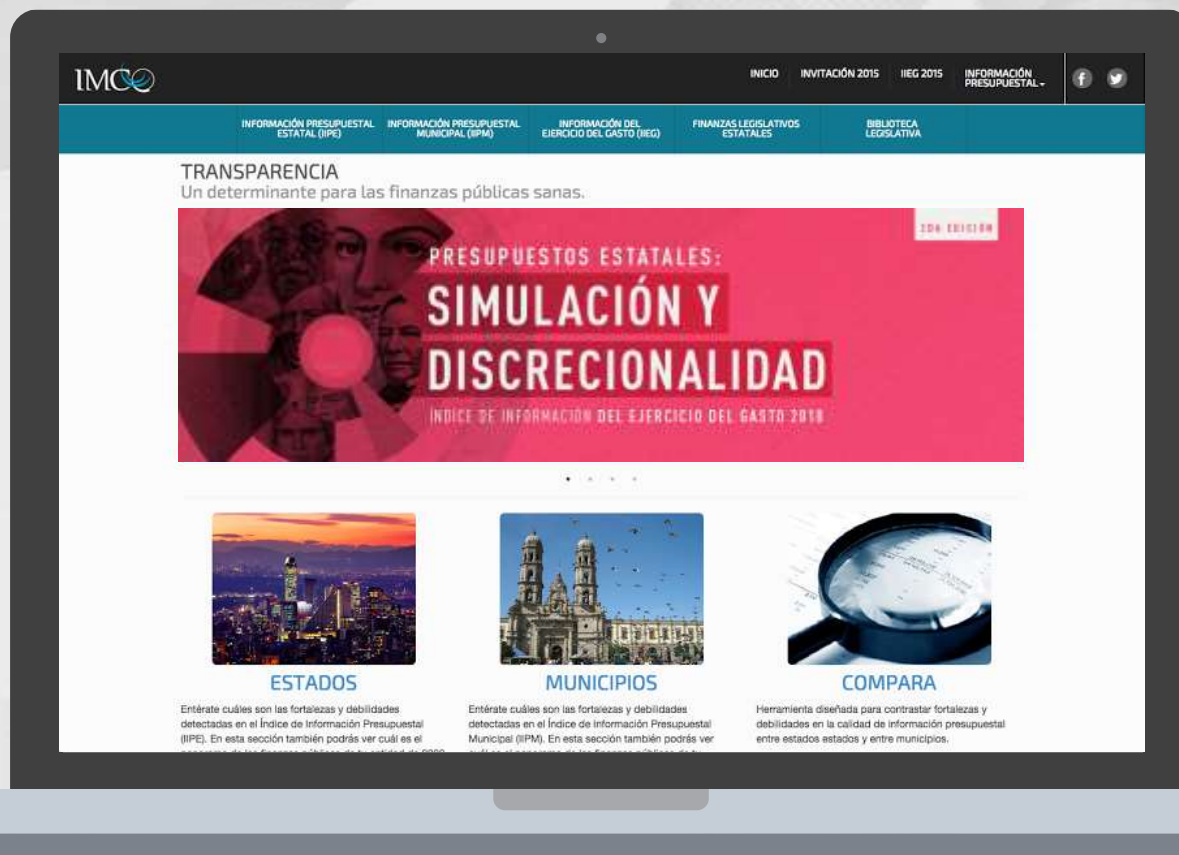 IMCO
INICIO
INVITACIÓN 2015
IIEG 2015
INFORMACIÓN
PRESUPUESTAL
INFORMACIÓN PRESUPUESTAL
ESTATAL (IIPE)
INFORMACIÓN PRESUPUESTAL
MUNICIPAL (IIPM)
INFORMACIÓN DEL
EJERCICIO DEL GASTO (IIEG)
FINANZAS LEGISLATIVOS
ESTATALES
BIBLIOTECA
LEGISLATIVA
TRANSPARENCIA
Un determinante para las finanzas públicas sanas.
EDICIÓN
PRESUPUESTOS ESTATALES:
SIMULACIÓN Y
DISCRECIONALIDAD
ÍNDICE DE INFORMACIÓN DEL EJERCICIO DEL GASTO 2018
ESTADOS
Entérate cuáles son las fortalezas y debilidades
detectadas en el Índice de Información Presupuestal
(IIPE). En esta sección también podrás ver cuál es el
MUNICIPIOS
Entérate cuáles son las fortalezas y debilidades
detectadas en el Índice de Información Presupuestal
Municipal (IIPM). En esta sección también podrás ver
COMPARA
Herramienta diseñada para contrastar fortalezas y
debilidades en la calidad de información presupuestal
entre estados estados y entre municipios.